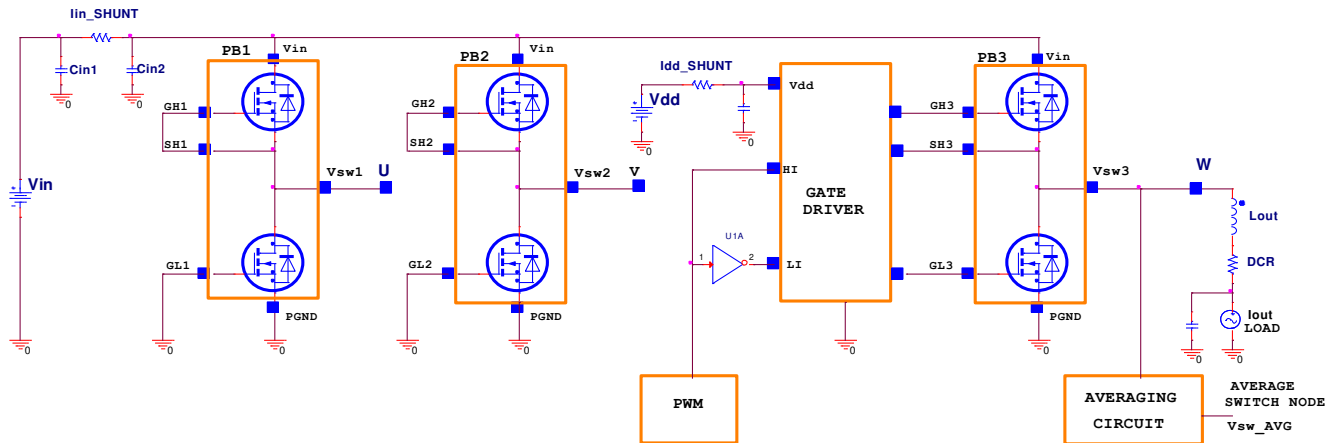 Iin_SHUNT
Cin1
Cin2
0
0
Vin
0
PB1
Vin
GH1
SH1
Vsw1
U
GL1
PGND
0
0
PB2
Vin
GH2
SH2
Vsw2
V
GL2
PGND
0
0
Idd_SHUNT
Vdd
0
0
Vdd
HI
GATE
DRIVER
LI
U1A
1
2
0
PWM
PB3
Vin
GH3
SH3
Vsw3
GL3
PGND
0
W
Lout
DCR
Iout
LOAD
0
0
AVERAGING
CIRCUIT
AVERAGE
SWITCH NODE
Vsw_AVG